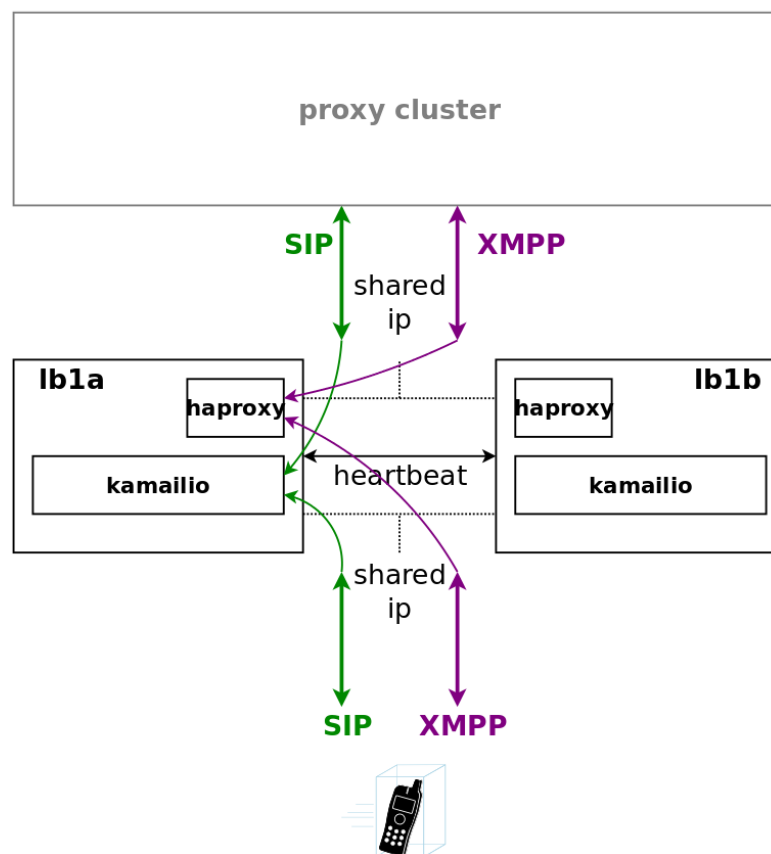 proxy cluster
SIP
XMPP
shared
ip
lb1a
lb1b
haproxy
haproxy
heartbeat
kamailio
kamailio
shared
ip
SIP
XMPP